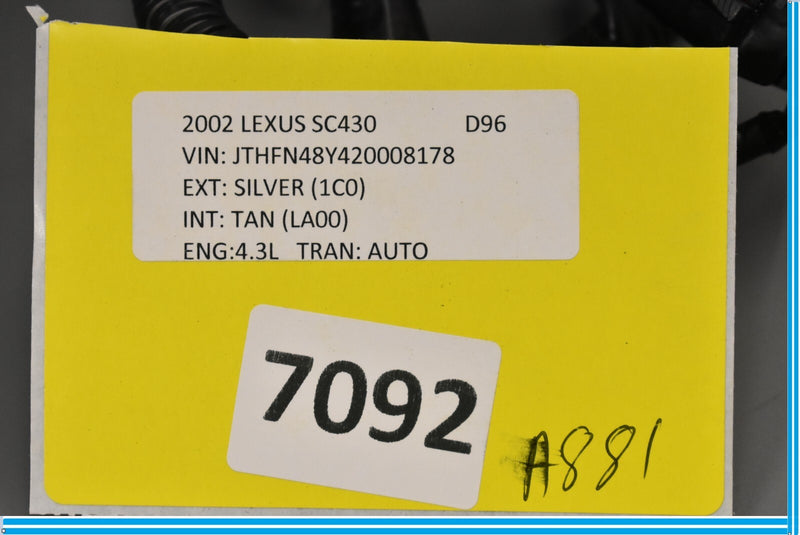 2002 LEXUS SC430 D96
VIN: JTHFN48Y420008178
EXT: SILVER (1C0)
INT: TAN (LA00)
ENG:4.3L TRAN: AUTO
7092
A881